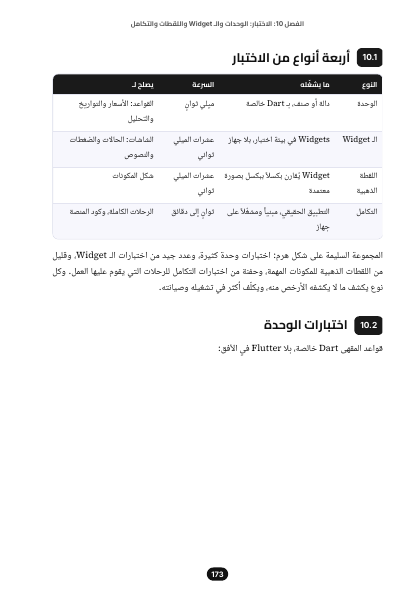 الفصل 10: الاختبار: الوحدات والـ Widget واللقطات والتكامل
10.1 أربعة أنواع من الاختبار
النوع ما يشغّله السرعة يصلح لـ
الوحدة دالة أو صنف، بـ Dart خالصة ميلي ثوانٍ القواعد: الأسعار والتواريخ
والتحليل
الـ Widget Widgets في بيئة اختبار، بلا جهاز عشرات الميلي الشاشات: الحالات والضغطات
ثواني والنصوص
اللقطة Widget يُقارن بكسلاً ببكسل بصورة عشرات الميلي شكل المكونات
الذهبية معتمدة ثواني
التكامل التطبيق الحقيقي، مبنياً ومشغّلاً على ثوانٍ إلى دقائق الرحلات الكاملة، وكود المنصة
جهاز
المجموعة السليمة على شكل هرم: اختبارات وحدة كثيرة، وعدد جيد من اختبارات الـ Widget، وقليل
من اللقطات الذهبية للمكونات المهمة، وحفنة من اختبارات التكامل للرحلات التي يقوم عليها العمل. وكل
نوع يكشف ما لا يكشفه الأرخص منه، ويكلّف أكثر في تشغيله وصيانته.
10.2 اختبارات الوحدة
قواعد المقهى Dart خالصة، بلا Flutter في الأفق:
173